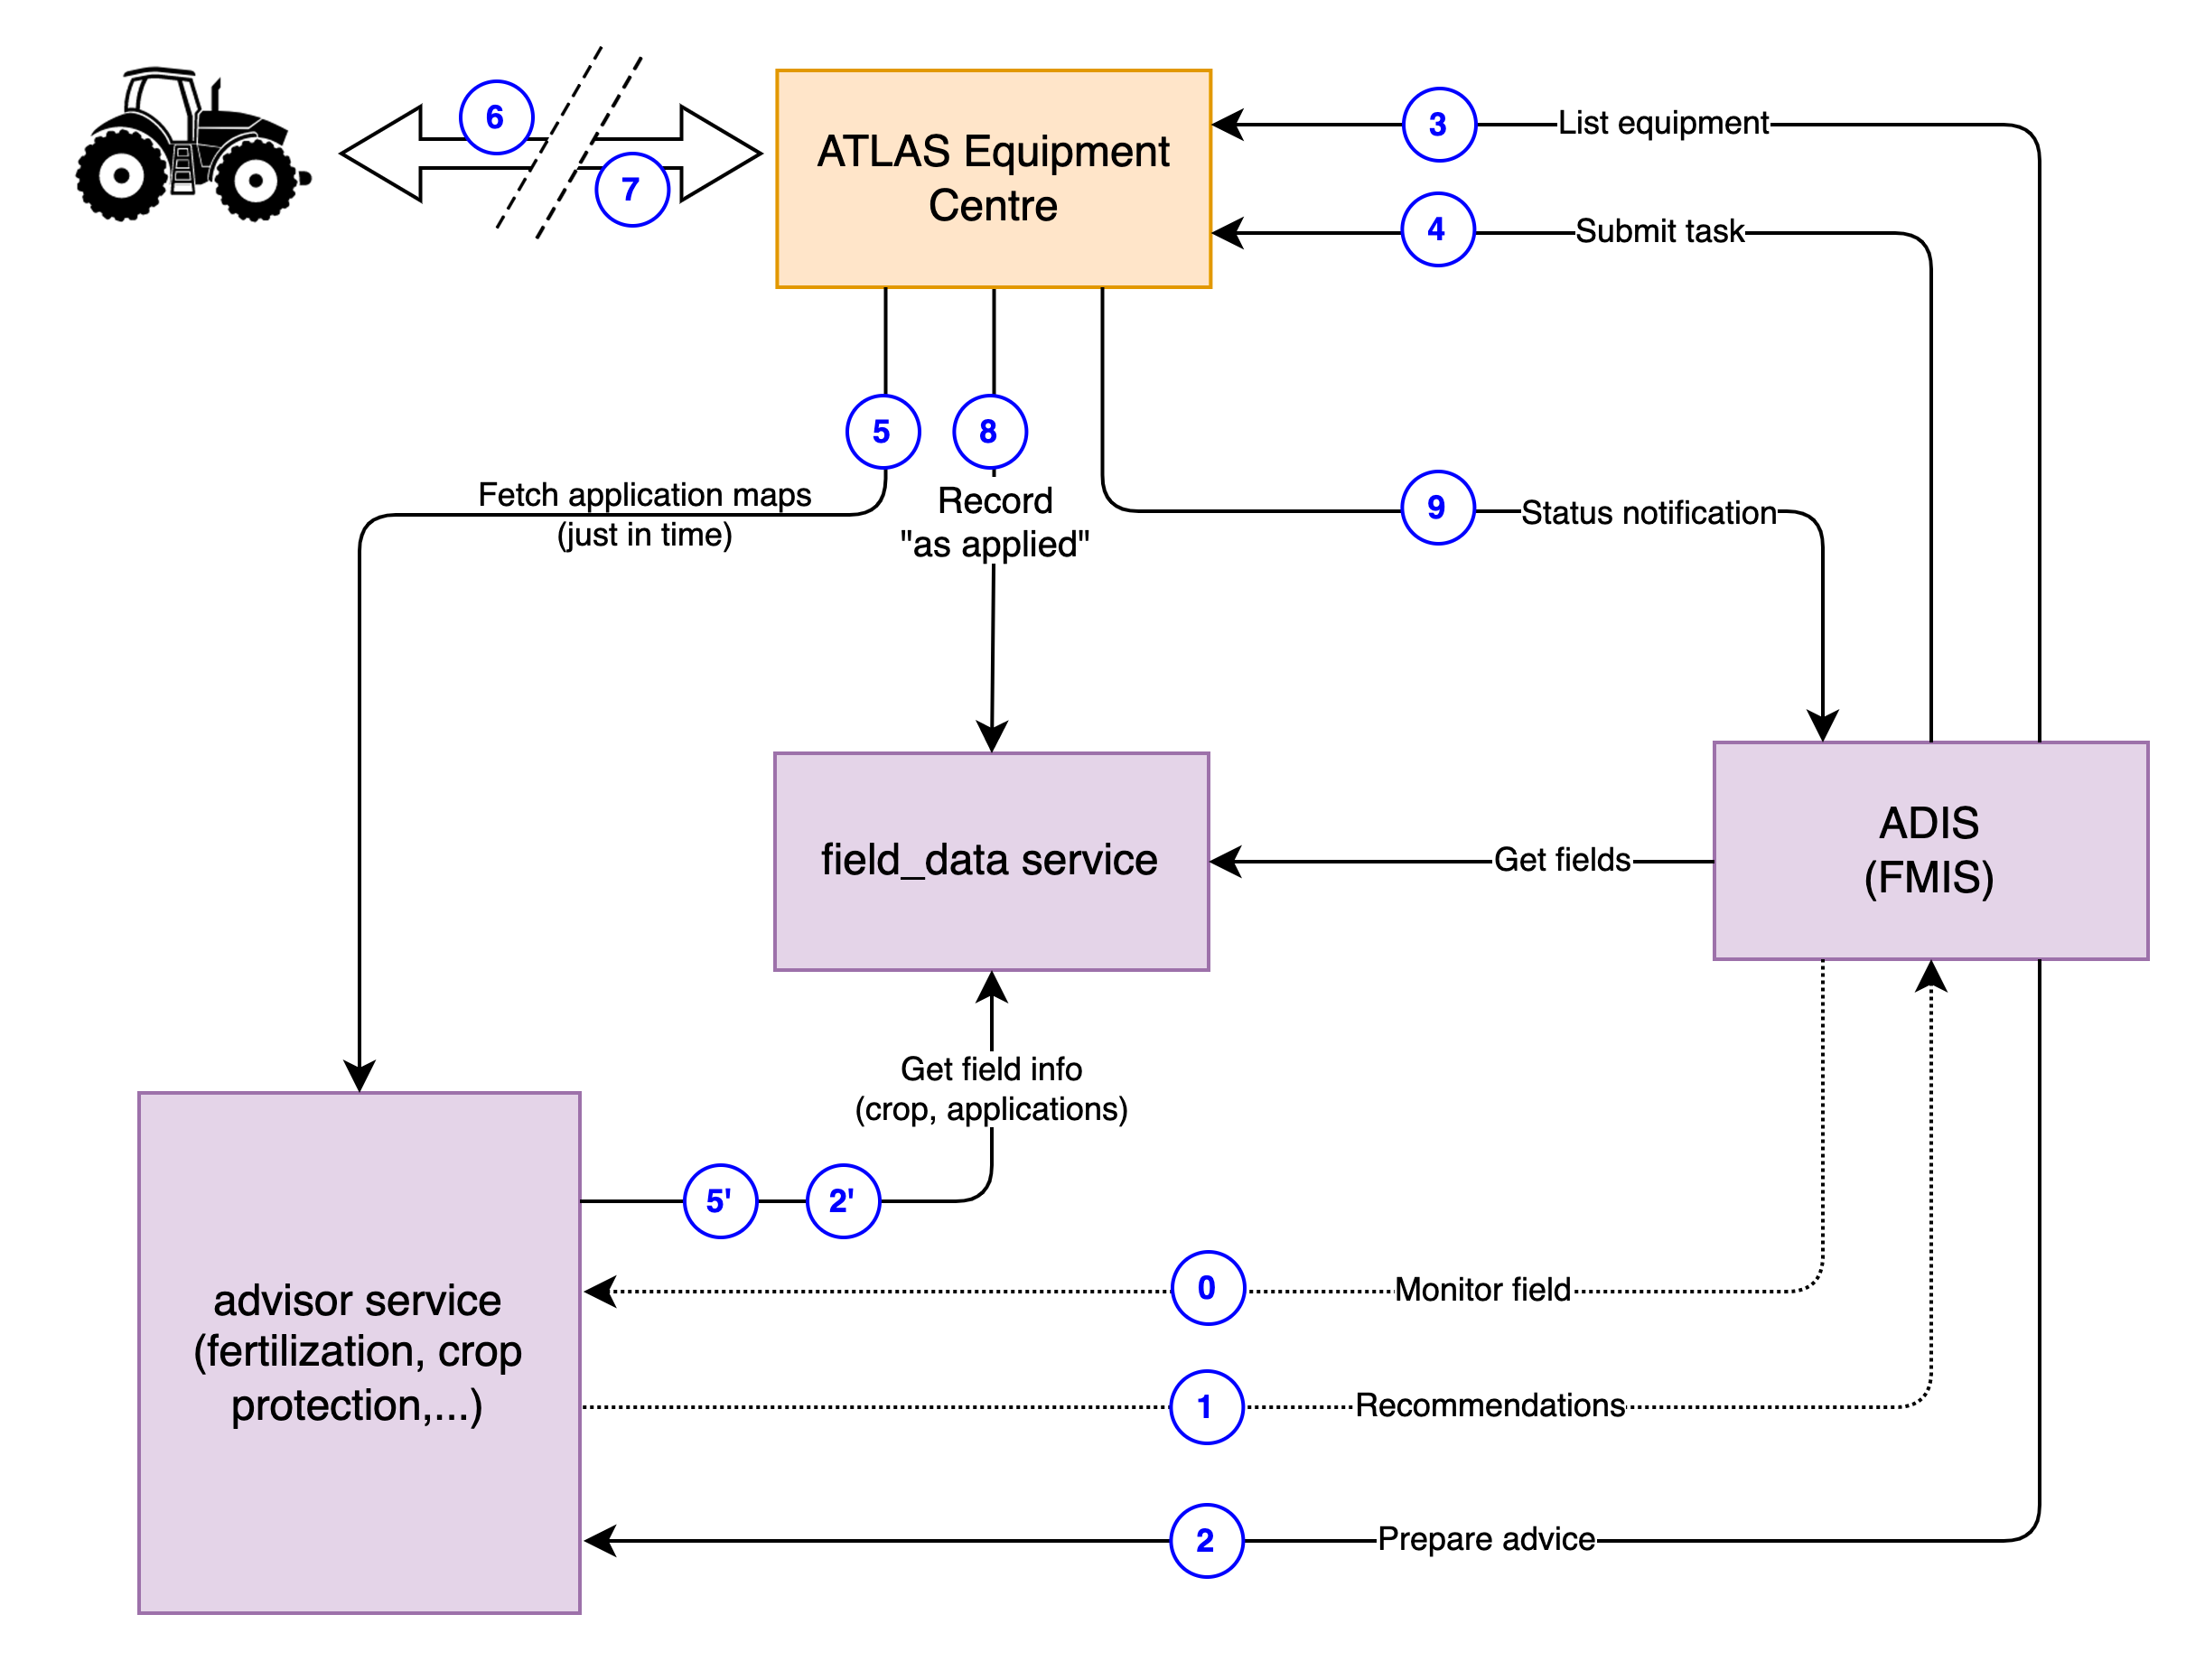 6
7
ATLAS Equipment
Centre
3
List equipment
4
Submit task
5
8
Fetch application maps
(just in time)
Record
"as applied"
9
Status notification
field_data service
Get fields
ADIS
(FMIS)
Get field info
(crop, applications)
5'
2'
advisor service
(fertilization, crop
protection,...)
0
Monitor field
1
Recommendations
2
Prepare advice